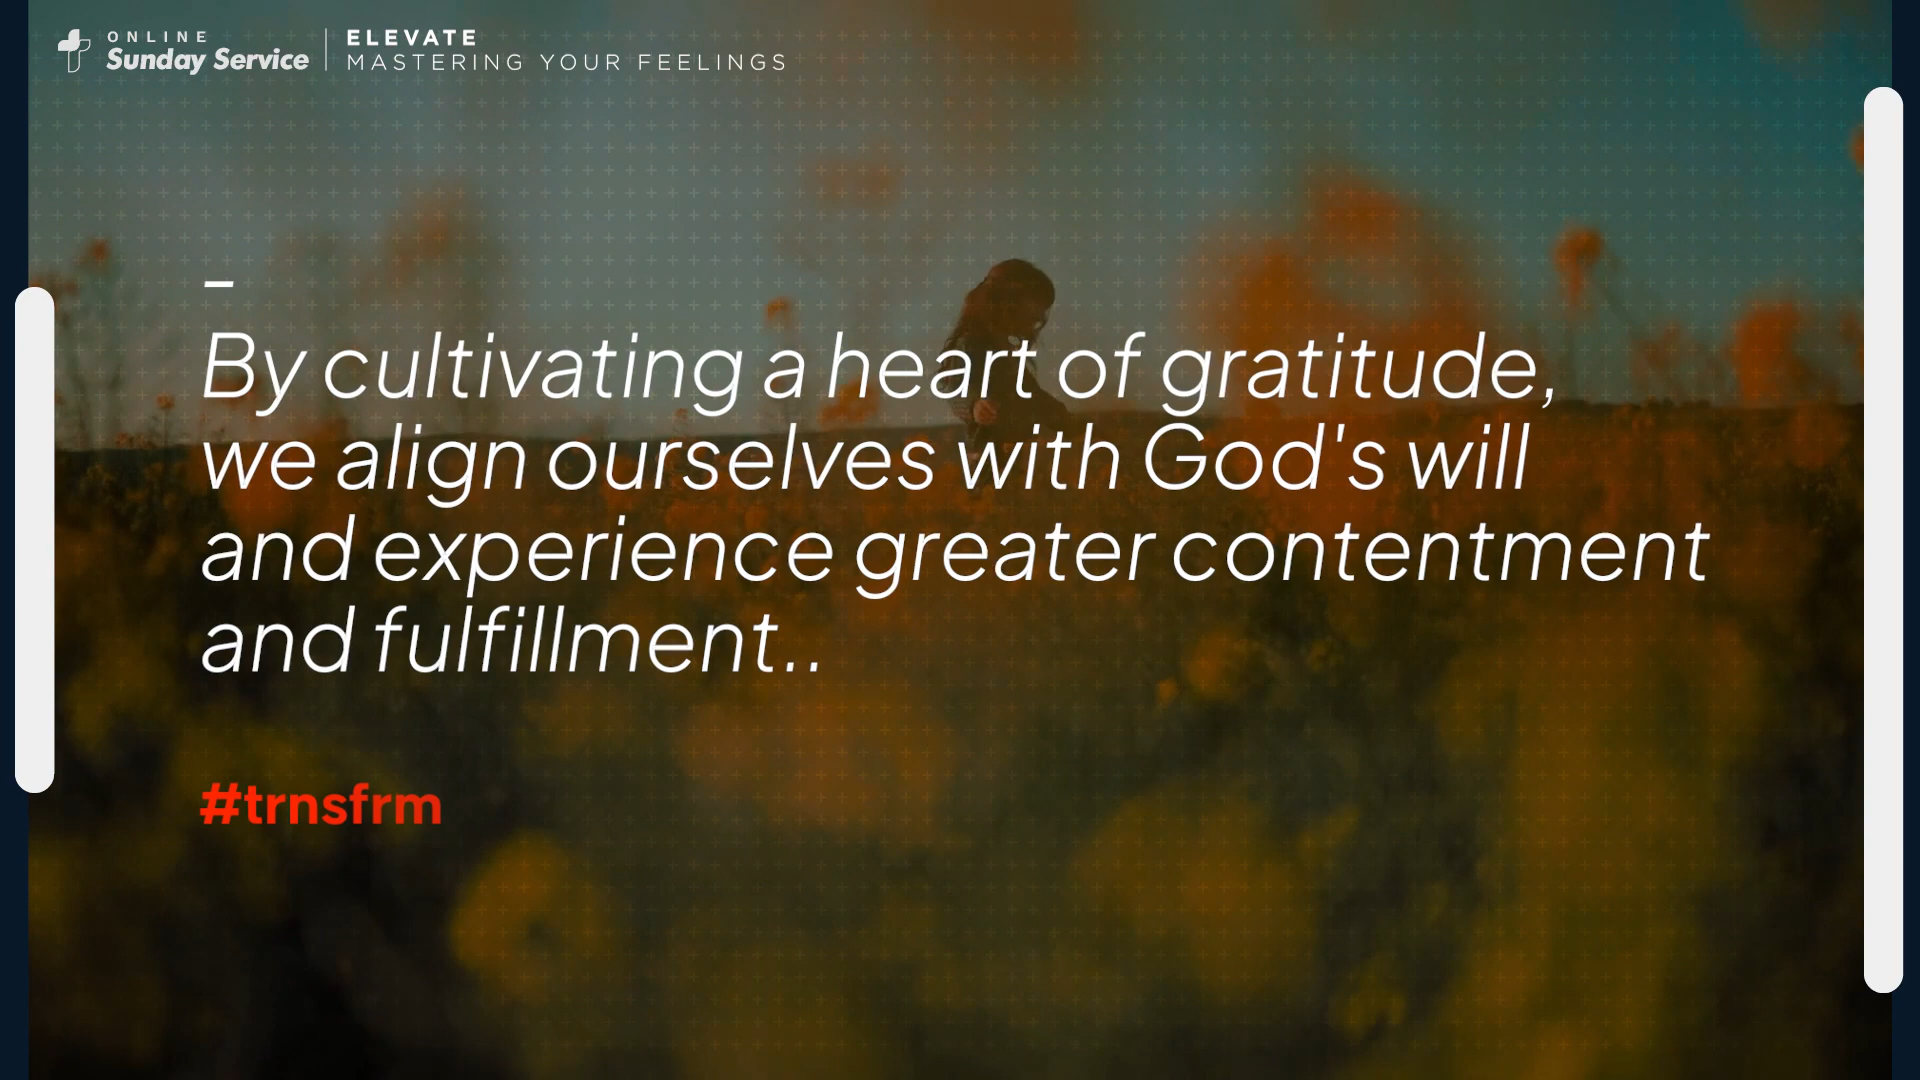 ONLINE
Sunday Service
ELEVATE
MASTERING YOUR FEELINGS
–
By cultivating a heart of gratitude,
we align ourselves with God's will
and experience greater contentment
and fulfillment..
#trnsfrm